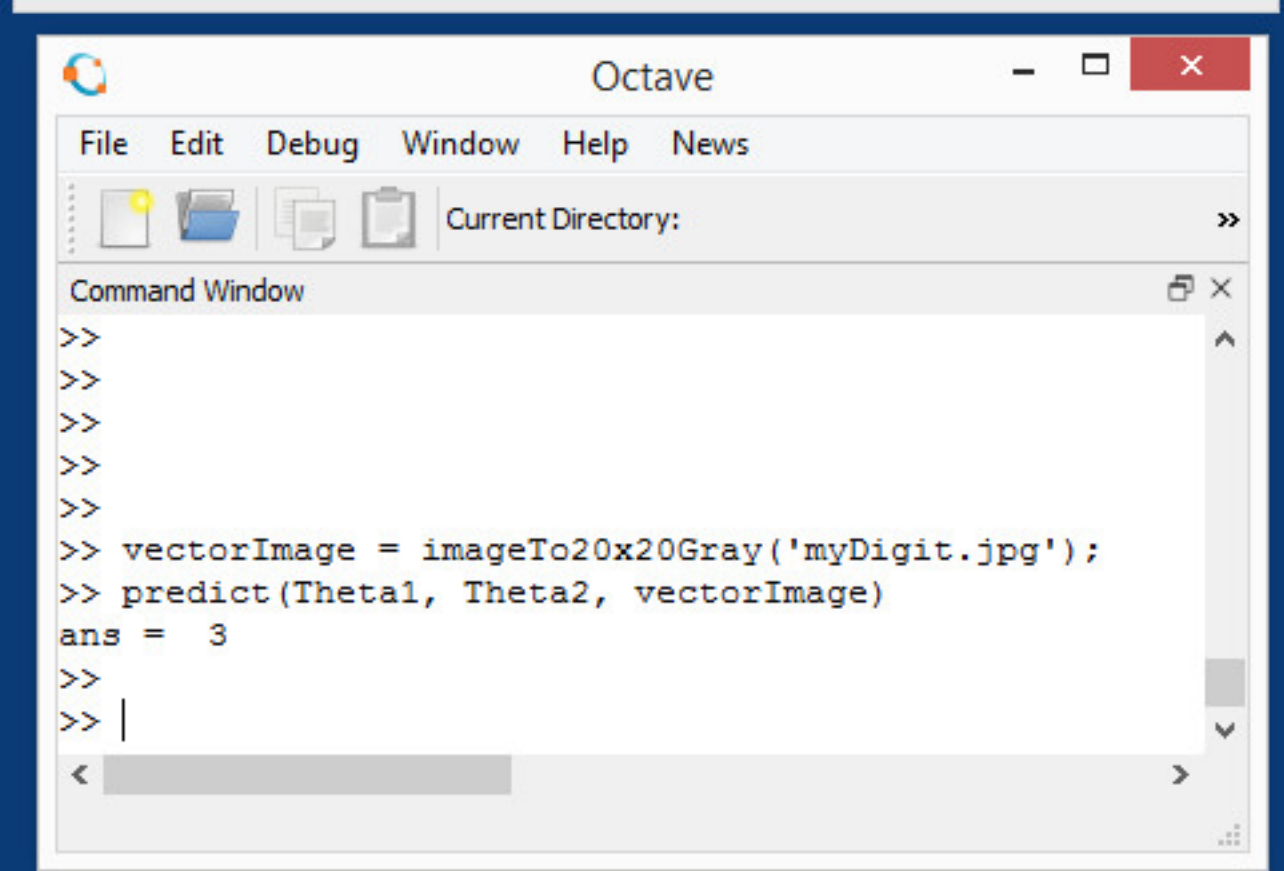 Octave
File Edit Debug Window Help News
Current Directory: »
Command Window
>>
>>
>>
>>
>>
>> vectorImage = imageTo20x20Gray('myDigit.jpg');
>> predict(Theta1, Theta2, vectorImage)
ans =  3
>>
>>